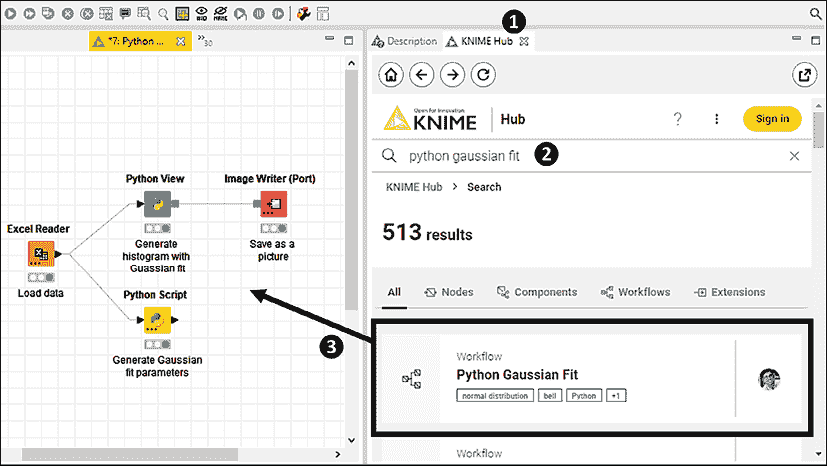 1
*7: Python ...
30
Description
KNIME Hub
Open for Innovation
KNIME
Hub
?
Sign in
python gaussian fit
2
KNIME Hub > Search
513 results
All
Nodes
Components
Workflows
Extensions
Python View
Image Writer (Port)
Excel Reader
Generate
histogram with
Guassian fit
Save as a
picture
Load data
Python Script
Generate Gaussian
fit parameters
3
Workflow
Python Gaussian Fit
normal distribution
bell
Python
+1
Workflow